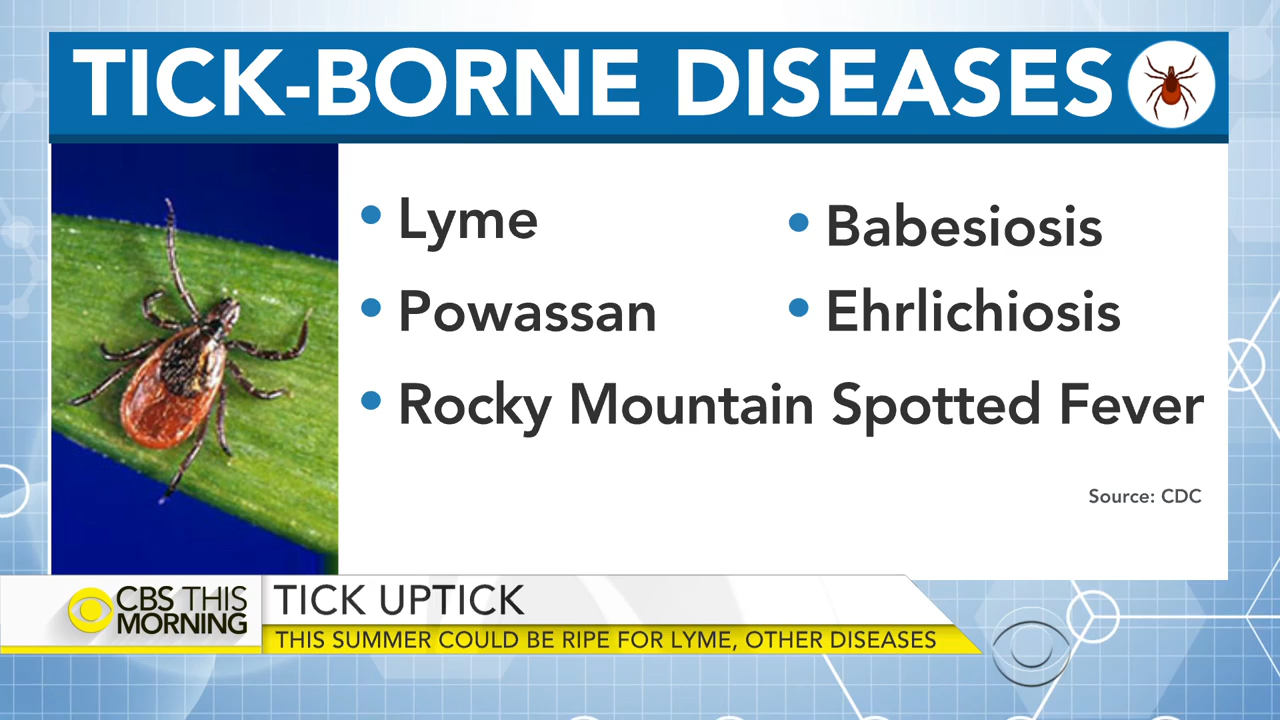 TICK-BORNE DISEASES
• Lyme
• Babesiosis
• Powassan
• Ehrlichiosis
• Rocky Mountain Spotted Fever
Source: CDC
CBS THIS
MORNING
TICK UPTICK
THIS SUMMER COULD BE RIPE FOR LYME, OTHER DISEASES